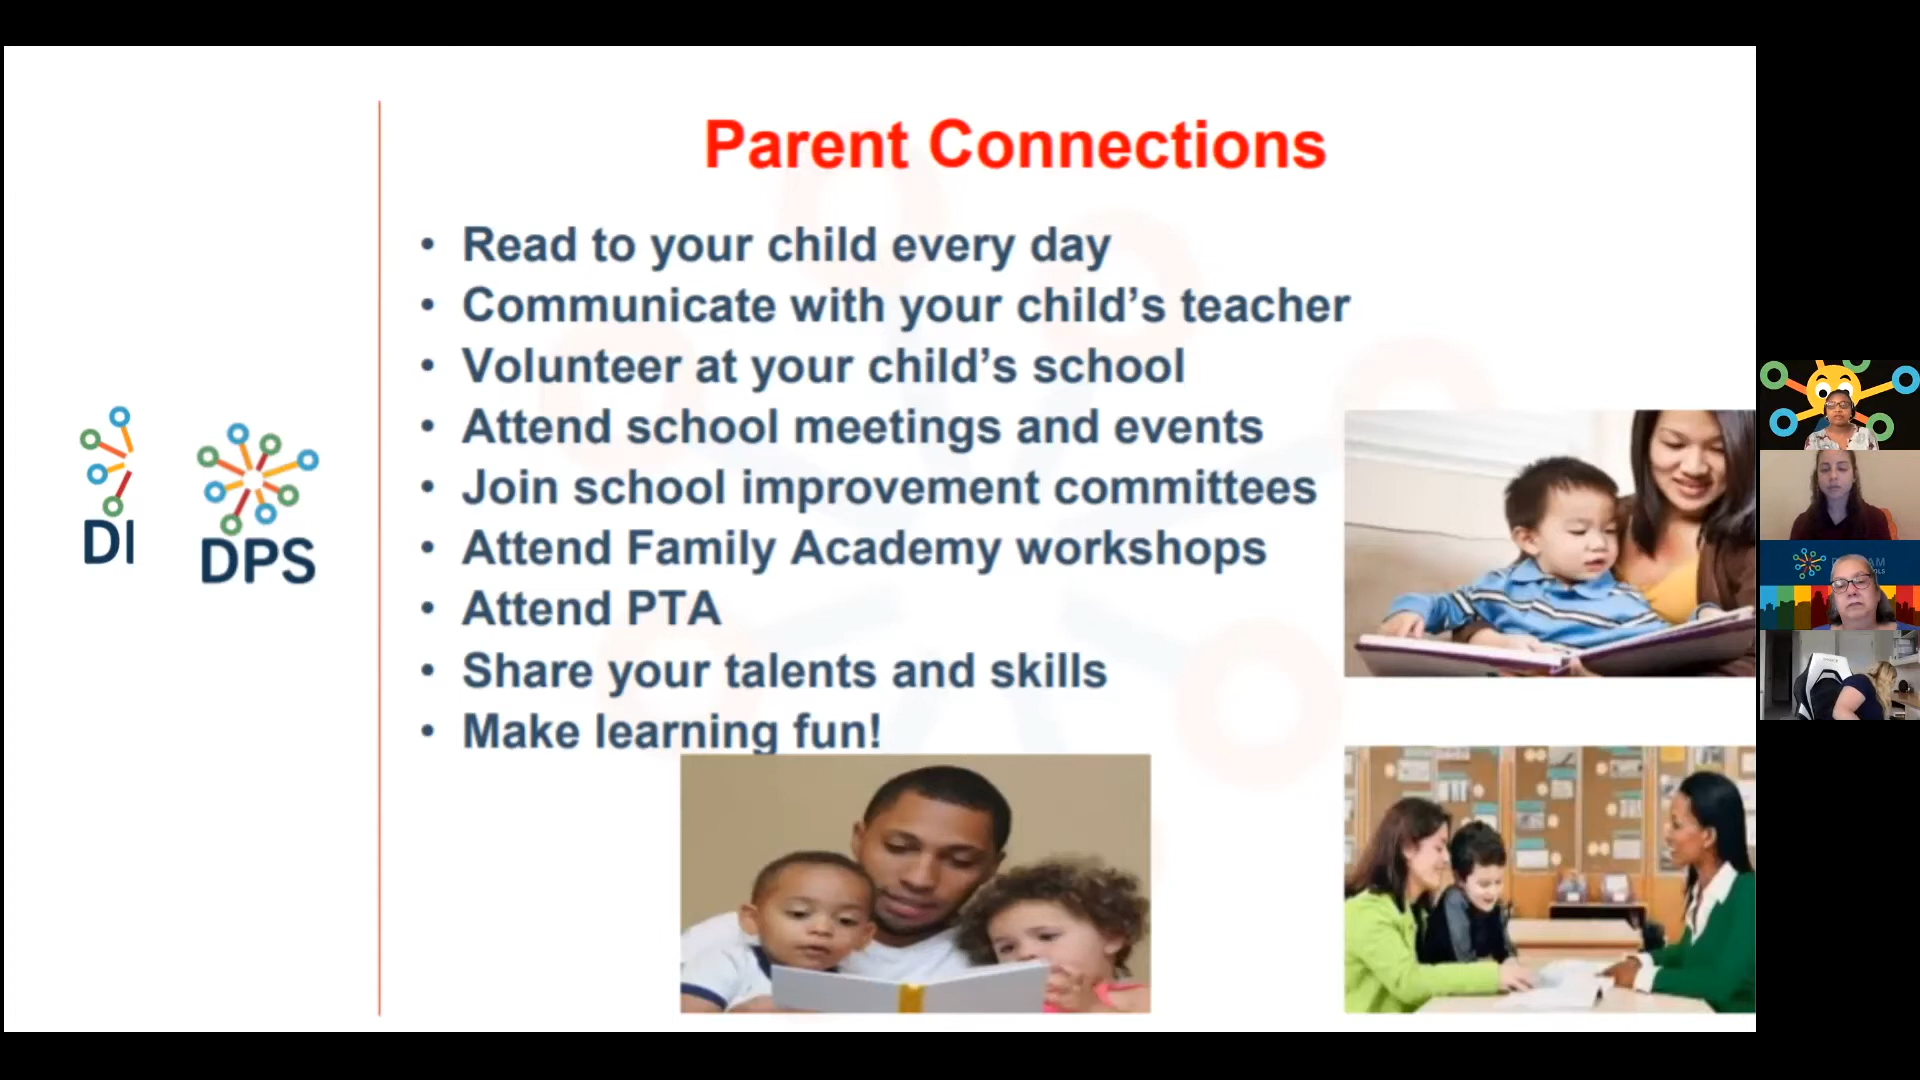 Parent Connections
• Read to your child every day
• Communicate with your child’s teacher
• Volunteer at your child’s school
• Attend school meetings and events
• Join school improvement committees
• Attend Family Academy workshops
• Attend PTA
• Share your talents and skills
• Make learning fun!
DI
DPS